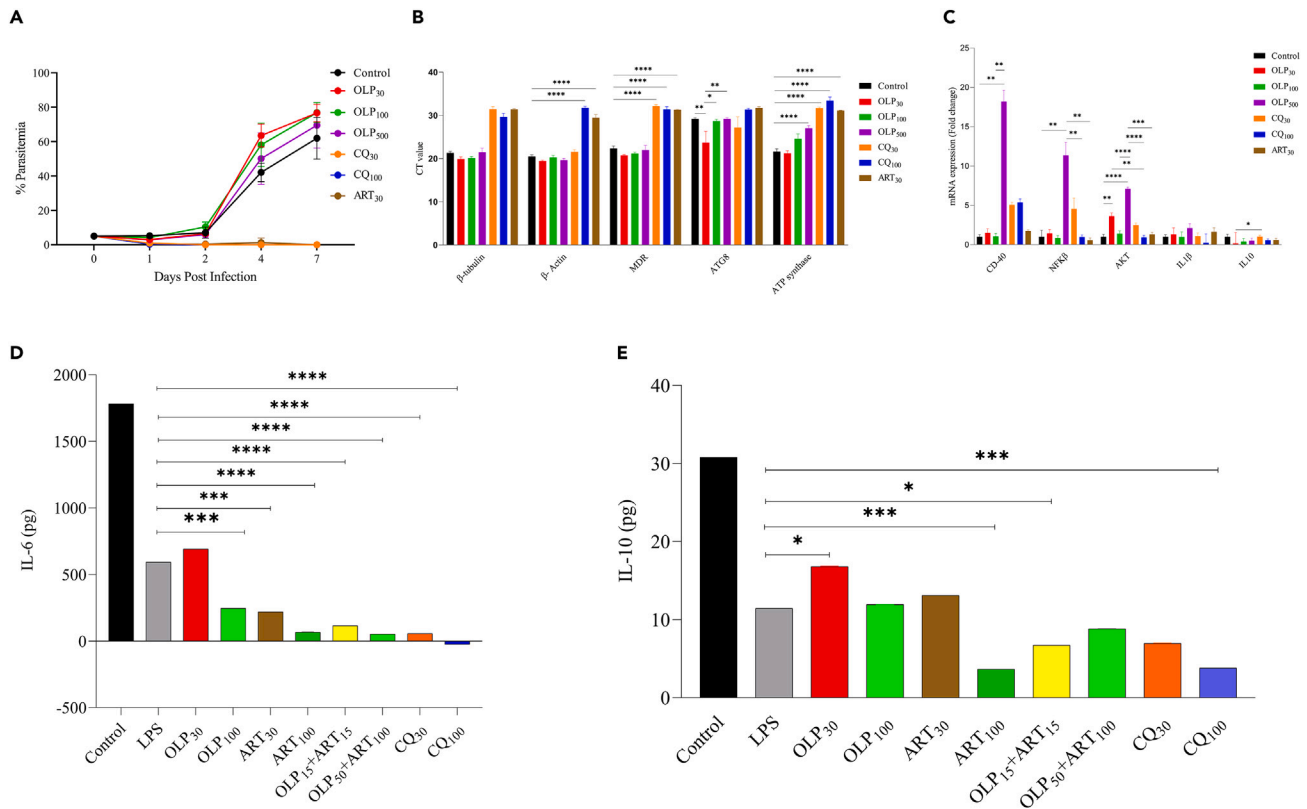 A
B
C
100
80
60
40
20
0
% Parasitemia
0 1 2 4 7
Days Post Infection
Control
OLP30
OLP100
OLP500
CQ30
CQ100
ART30
40
30
20
10
0
CT value
**** **** **** **** **** **** ** * ** **** **** **** ****
β-tubulin
β- Actin
MDR
ATG8
ATP synthase
Control
OLP30
OLP100
OLP500
CQ30
CQ100
ART30
25
20
15
10
5
0
mRNA expression (Fold change)
** ** ** ** ** *** **** **** ** **** ** *
CD-40
NFKβ
AKT
IL1β
IL10
Control
OLP30
OLP100
OLP500
CQ30
CQ100
ART30
D
E
2000
1500
1000
500
0
-500
IL-6 (pg)
****
****
****
****
****
***
***
Control
LPS
OLP30
OLP100
ART30
ART100
OLP15+ART15
OLP50+ART100
CQ30
CQ100
40
30
20
10
0
IL-10 (pg)
***
*
***
*
Control
LPS
OLP30
OLP100
ART30
ART100
OLP15+ART15
OLP50+ART100
CQ30
CQ100